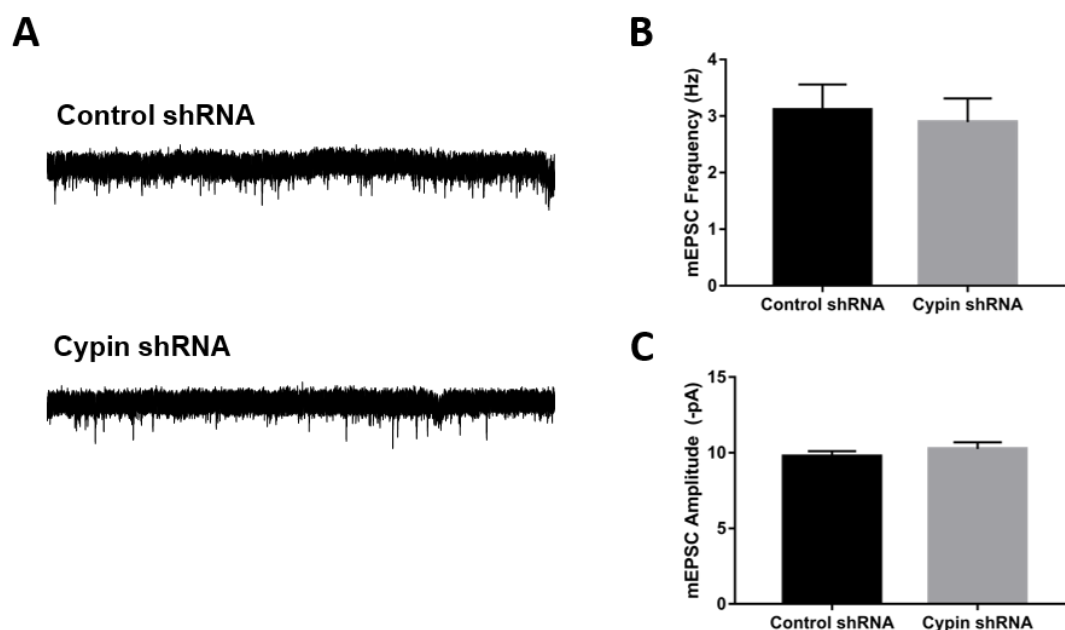 A
Control shRNA
Cypin shRNA
B
mEPSC Frequency (Hz)
4
3
2
1
0
Control shRNA
Cypin shRNA
C
mEPSC Amplitude (-pA)
15
10
5
0
Control shRNA
Cypin shRNA